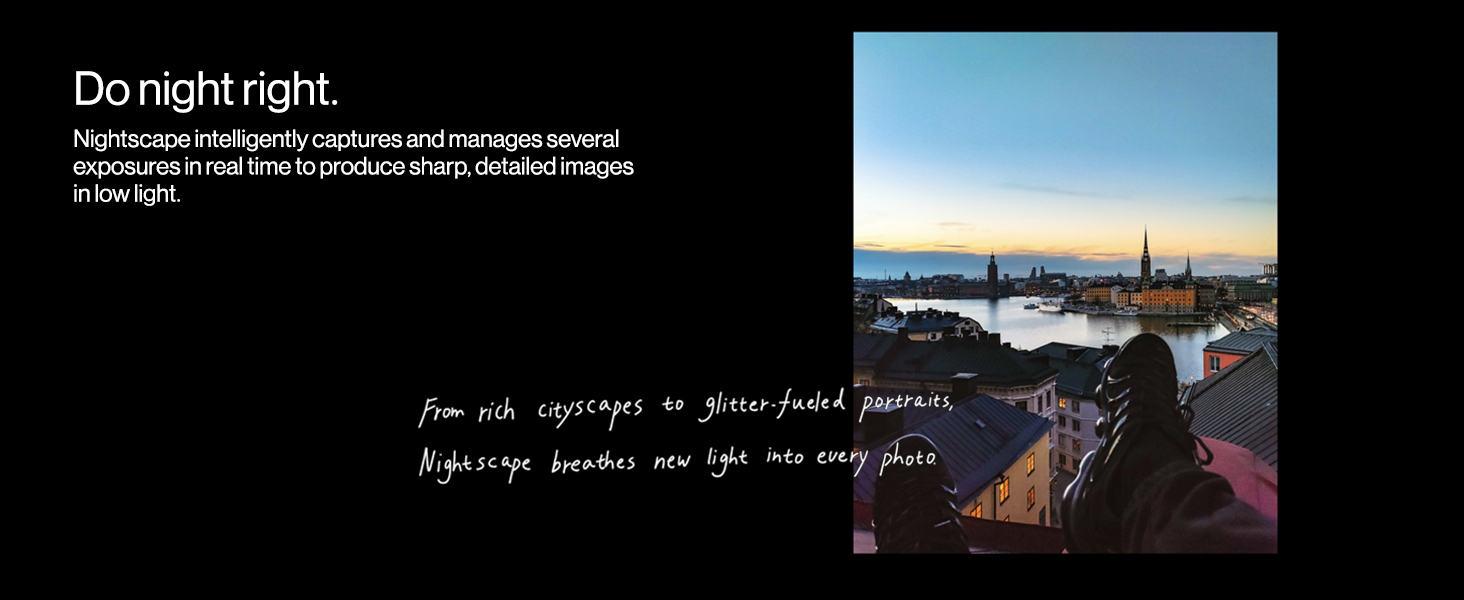 Do night right.
Nightscape intelligently captures and manages several
exposures in real time to produce sharp, detailed images
in low light.
From rich cityscapes to glitter-fueled portraits,
Nightscape breathes new light into every photo.